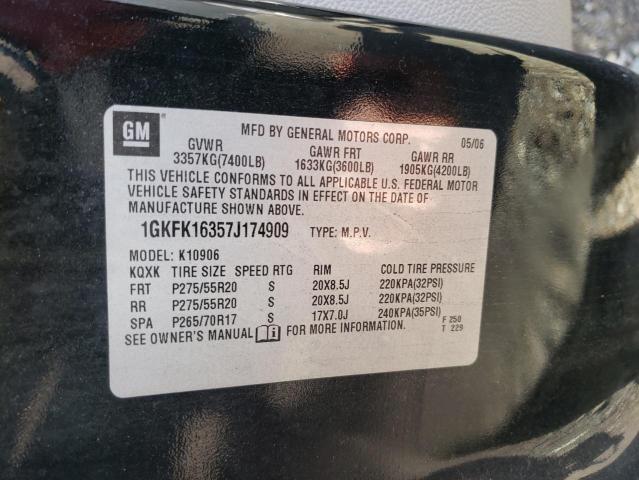 GM
MFD BY GENERAL MOTORS CORP. 05/06
GVWR GAWR FRT GAWR RR
3357KG(7400LB) 1633KG(3600LB) 1905KG(4200LB)
THIS VEHICLE CONFORMS TO ALL APPLICABLE U.S. FEDERAL MOTOR
VEHICLE SAFETY STANDARDS IN EFFECT ON THE DATE OF
MANUFACTURE SHOWN ABOVE.
1GKFK16357J174909 TYPE: M.P.V.
MODEL: K10906
KQXK TIRE SIZE SPEED RTG RIM COLD TIRE PRESSURE
FRT P275/55R20 S 20X8.5J 220KPA(32PSI)
RR P275/55R20 S 20X8.5J 220KPA(32PSI)
SPA P265/70R17 S 17X7.0J 240KPA(35PSI)
SEE OWNER'S MANUAL FOR MORE INFORMATION.
F 250
T 229